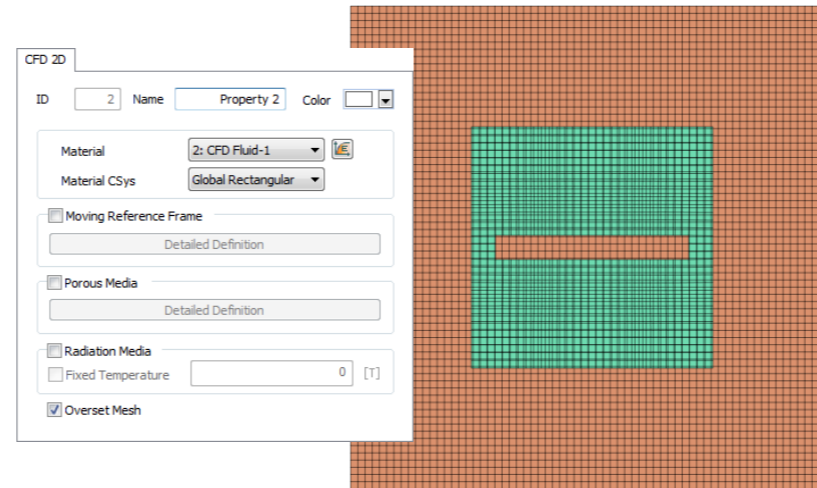 CFD 2D
ID 2 Name Property 2 Color
Material 2: CFD Fluid-1
Material CSys Global Rectangular
Moving Reference Frame
Detailed Definition
Porous Media
Detailed Definition
Radiation Media
Fixed Temperature 0 [T]
Overset Mesh